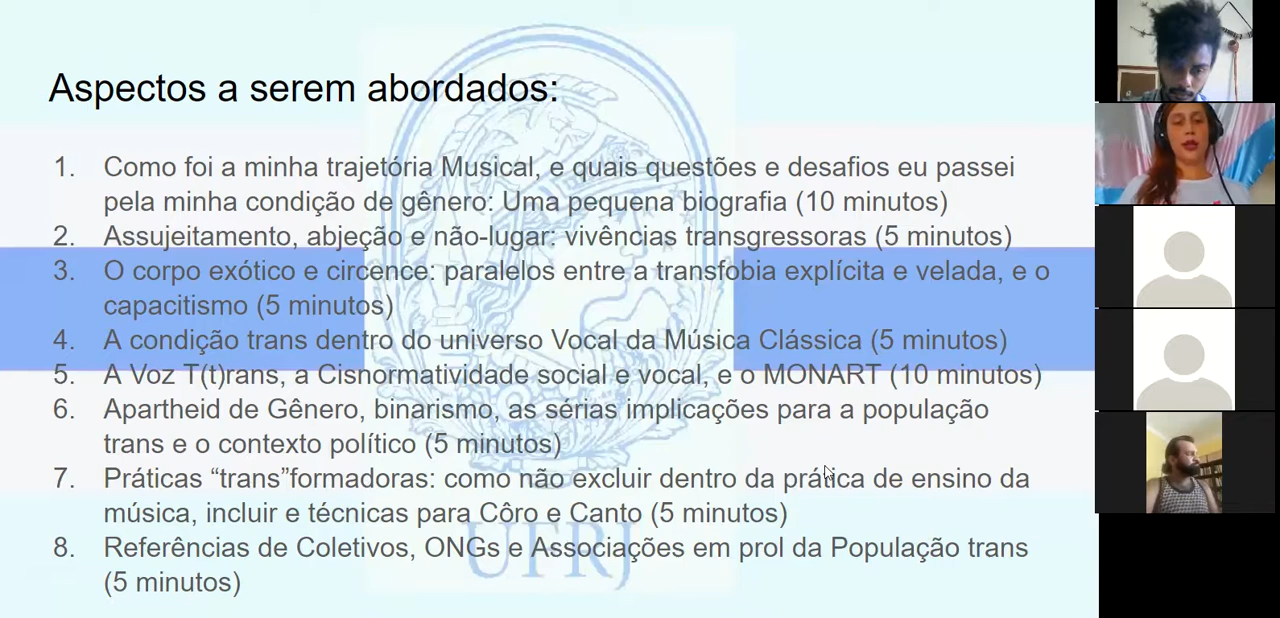 Aspectos a serem abordados:
1. Como foi a minha trajetória Musical, e quais questões e desafios eu passei
pela minha condição de gênero: Uma pequena biografia (10 minutos)
2. Assujeitamento, abjeção e não-lugar: vivências transgressoras (5 minutos)
3. O corpo exótico e circence: paralelos entre a transfobia explícita e velada, e o
capacitismo (5 minutos)
4. A condição trans dentro do universo Vocal da Música Clássica (5 minutos)
5. A Voz T(t)rans, a Cisnormatividade social e vocal, e o MONART (10 minutos)
6. Apartheid de Gênero, binarismo, as sérias implicações para a população
trans e o contexto político (5 minutos)
7. Práticas “trans”formadoras: como não excluir dentro da prática de ensino da
música, incluir e técnicas para Côro e Canto (5 minutos)
8. Referências de Coletivos, ONGs e Associações em prol da População trans
(5 minutos)
UFRJ